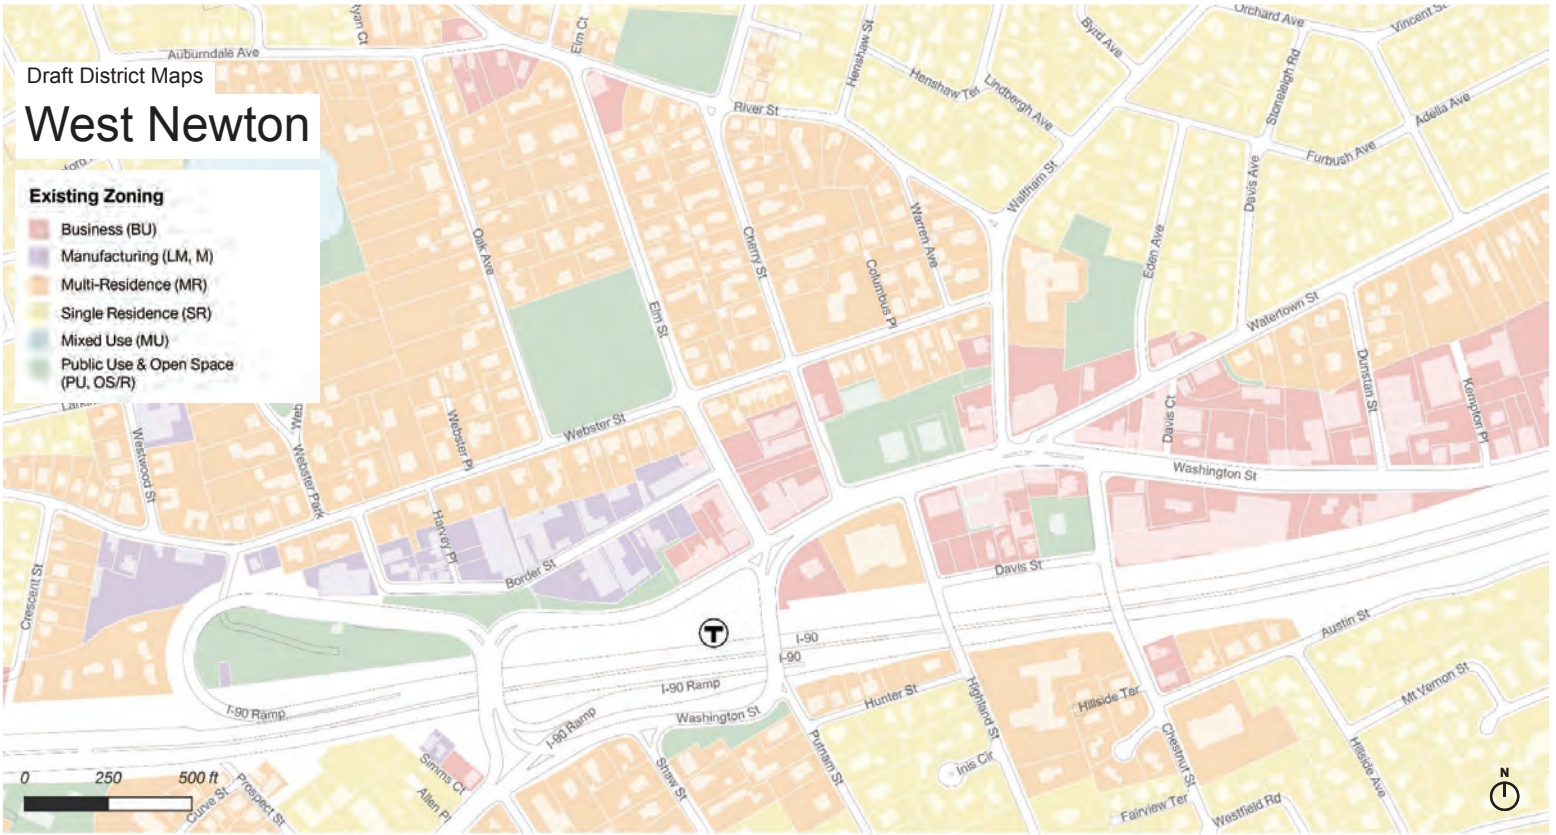 Draft District Maps
West Newton
Existing Zoning
Business (BU)
Manufacturing (LM, M)
Multi-Residence (MR)
Single Residence (SR)
Mixed Use (MU)
Public Use & Open Space
(PU, OS/R)
Auburndale Ave
Elm Ct
River St
Henshaw St
Henshaw Ter
Lindbergh Ave
Byrd Ave
Orchard Ave
Vincent St
Stoneleigh Rd
Adella Ave
Furbush Ave
Davis Ave
Waltham St
Eden Ave
Warren Ave
Columbus Pl
Cherry St
Elm St
Oak Ave
Watertown St
Dunstan St
Kempton Pl
Davis Ct
Washington St
Webster St
Webster Pl
Webster Park
Westwood St
Harvey Pl
Border St
Crescent St
Davis St
T
I-90
I-90
I-90 Ramp
I-90 Ramp
I-90 Ramp
Washington St
Hunter St
Highland St
Hillside Ter
Austin St
Mt Vernon St
Hillside Ave
Chestnut St
Putnam St
Inis Cir
Shaw St
Simms Ct
Allen Pl
Prospect St
Curve St
Fairview Ter
Westfield Rd
0 250 500 ft
N